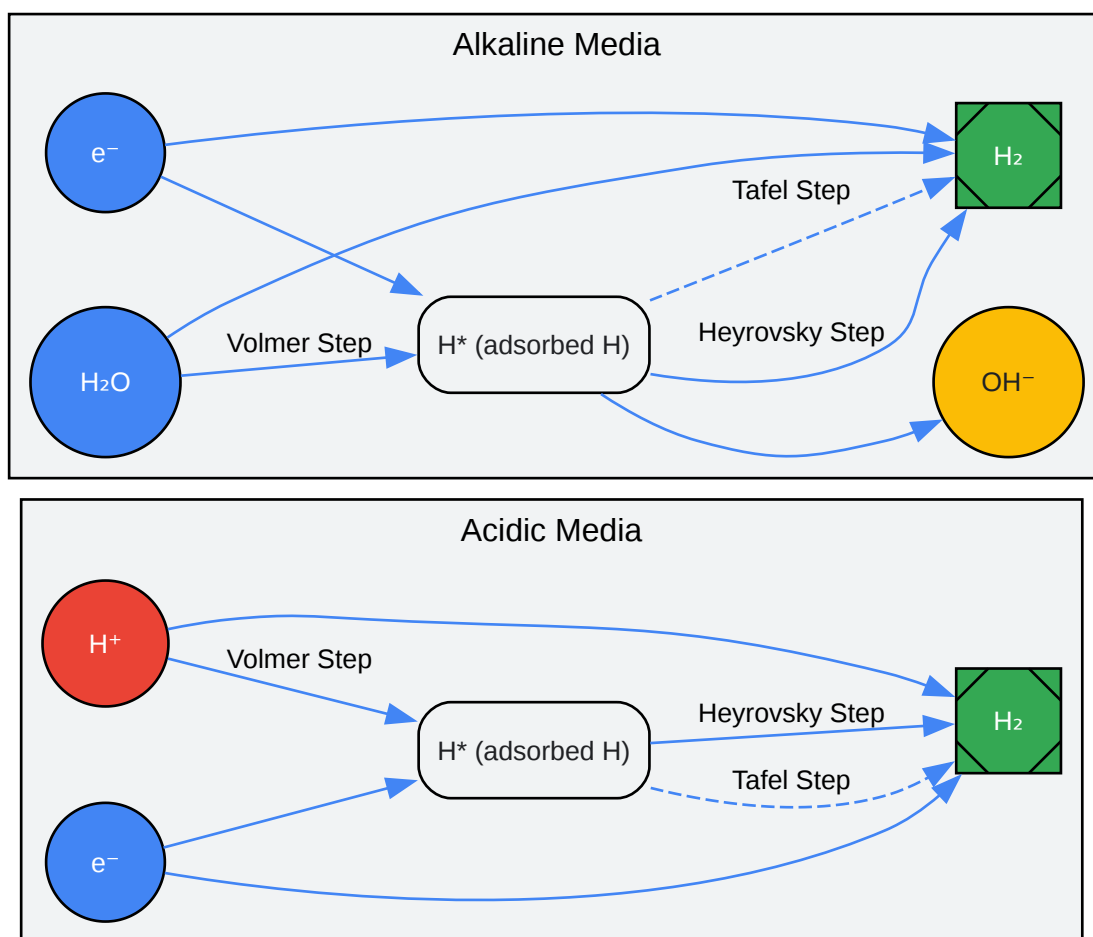 Alkaline Media
e⁻
H₂
Tafel Step
Volmer Step
Heyrovsky Step
H₂O
H* (adsorbed H)
OH⁻
Acidic Media
H⁺
Volmer Step
H* (adsorbed H)
Heyrovsky Step
H₂
Tafel Step
e⁻